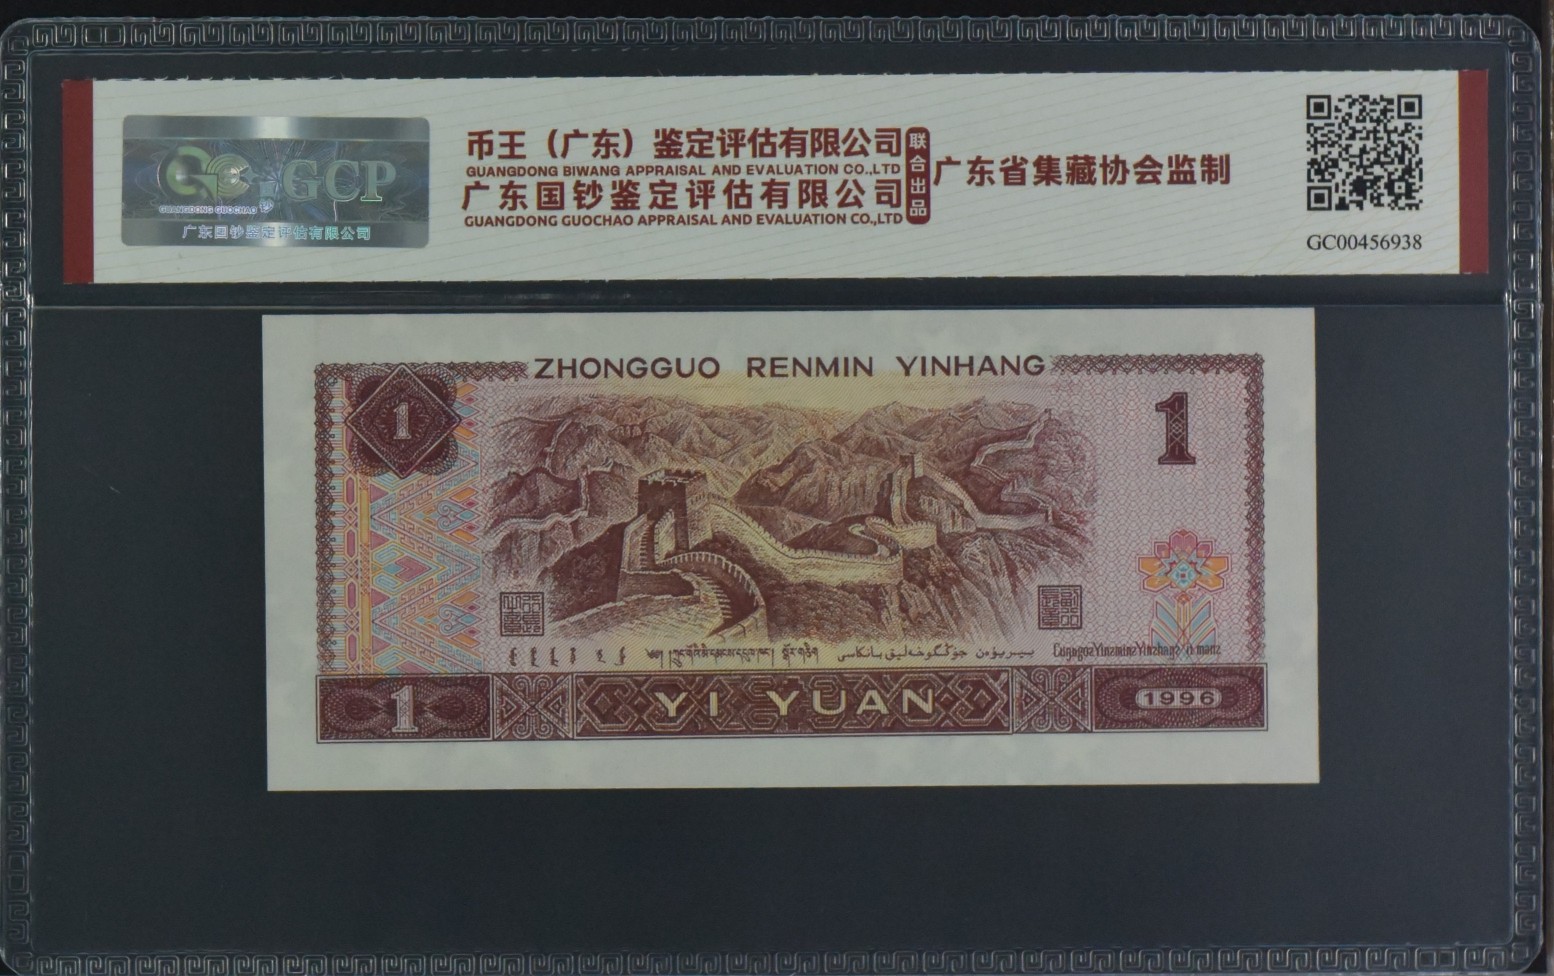 GCP
GUANGDONG GUOCHAO
广东国钞鉴定评估有限公司
币王（广东）鉴定评估有限公司
GUANGDONG BIWANG APPRAISAL AND EVALUATION CO.,LTD
广东国钞鉴定评估有限公司
GUANGDONG GUOCHAO APPRAISAL AND EVALUATION CO.,LTD
联合出品
广东省集藏协会监制
GC00456938
ZHONGGUO RENMIN YINHANG
1
1
1
YI YUAN
1996